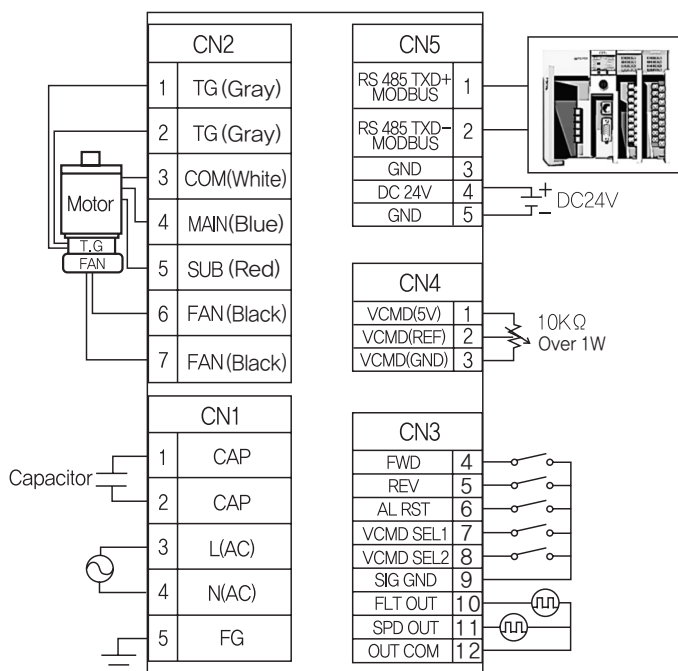 CN2
1 TG (Gray)
2 TG (Gray)
3 COM(White)
4 MAIN(Blue)
5 SUB (Red)
6 FAN (Black)
7 FAN (Black)
Motor
T.G
FAN
CN1
1 CAP
2 CAP
3 L(AC)
4 N(AC)
5 FG
Capacitor
CN5
RS 485 TXD+
MODBUS 1
RS 485 TXD-
MODBUS 2
GND 3
DC 24V 4
GND 5
+
DC24V
−
CN4
VCMD(5V) 1
VCMD(REF) 2
VCMD(GND) 3
10KΩ
Over 1W
CN3
FWD 4
REV 5
AL RST 6
VCMD SEL1 7
VCMD SEL2 8
SIG GND 9
FLT OUT 10
SPD OUT 11
OUT COM 12